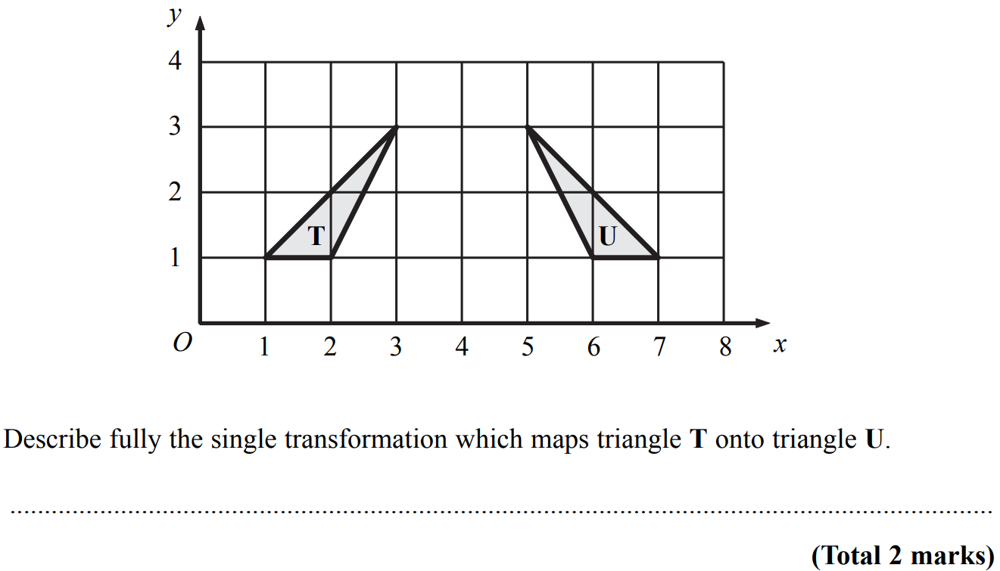 y
4
3
2
1
T U
O 1 2 3 4 5 6 7 8 x
Describe fully the single transformation which maps triangle T onto triangle U.
................................................................................
(Total 2 marks)